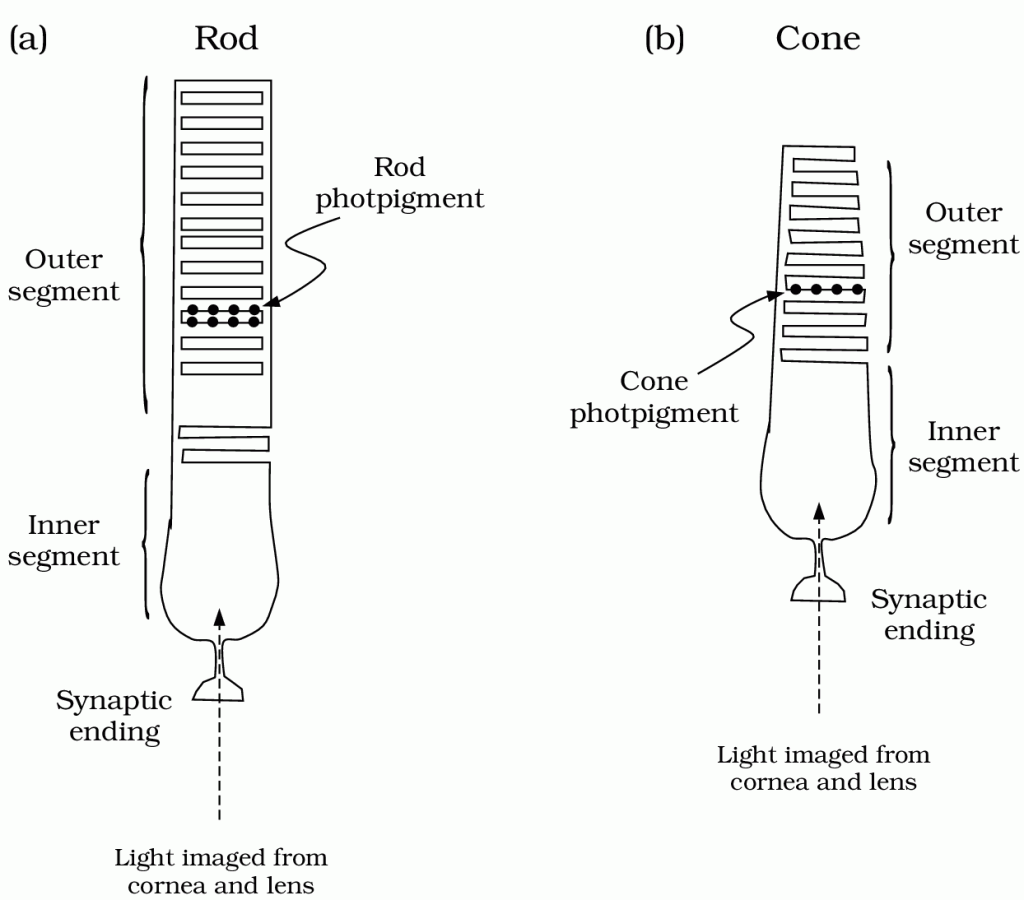 (a)
Rod
Rod
photpigment
Outer
segment
Inner
segment
Synaptic
ending
Light imaged from
cornea and lens
(b)
Cone
Outer
segment
Cone
photpigment
Inner
segment
Synaptic
ending
Light imaged from
cornea and lens